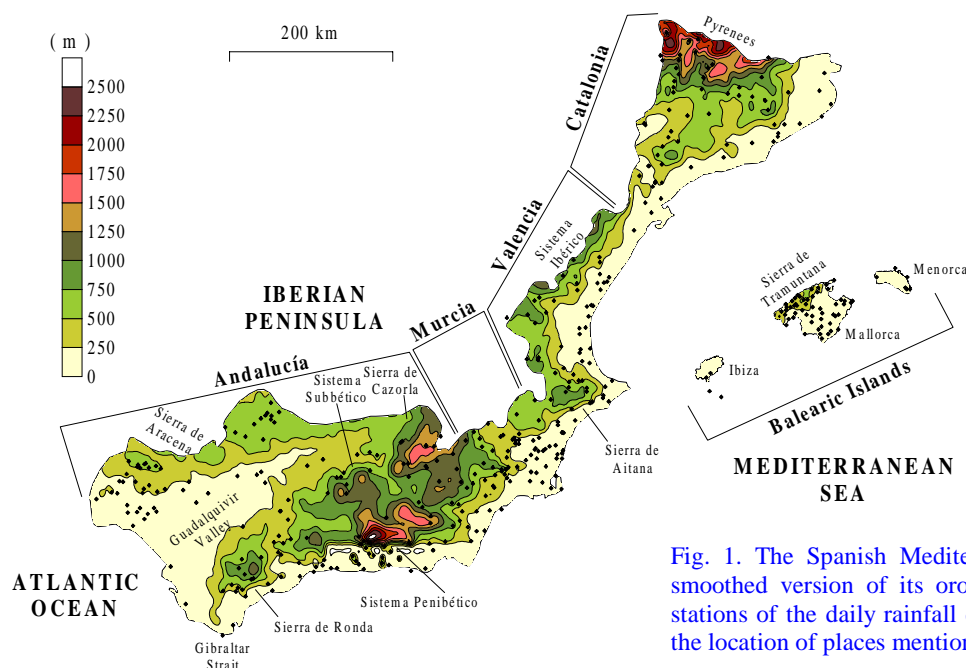 ( m )
2500
2250
2000
1750
1500
1250
1000
750
500
250
0
200 km
Pyrenees
Catalonia
Valencia
Sistema
Ibérico
Murcia
IBERIAN
PENINSULA
Andalucía
Sistema
Subbético
Sierra de
Cazorla
Sierra de
Aracena
Guadalquivir
Valley
ATLANTIC
OCEAN
Gibraltar
Strait
Sierra de Ronda
Sistema Penibético
Sierra de
Aitana
Sierra de
Tramuntana
Menorca
Mallorca
Ibiza
Balearic Islands
MEDITERRANEAN
SEA
Fig. 1. The Spanish Medite
smoothed version of its oro
stations of the daily rainfall
the location of places mention